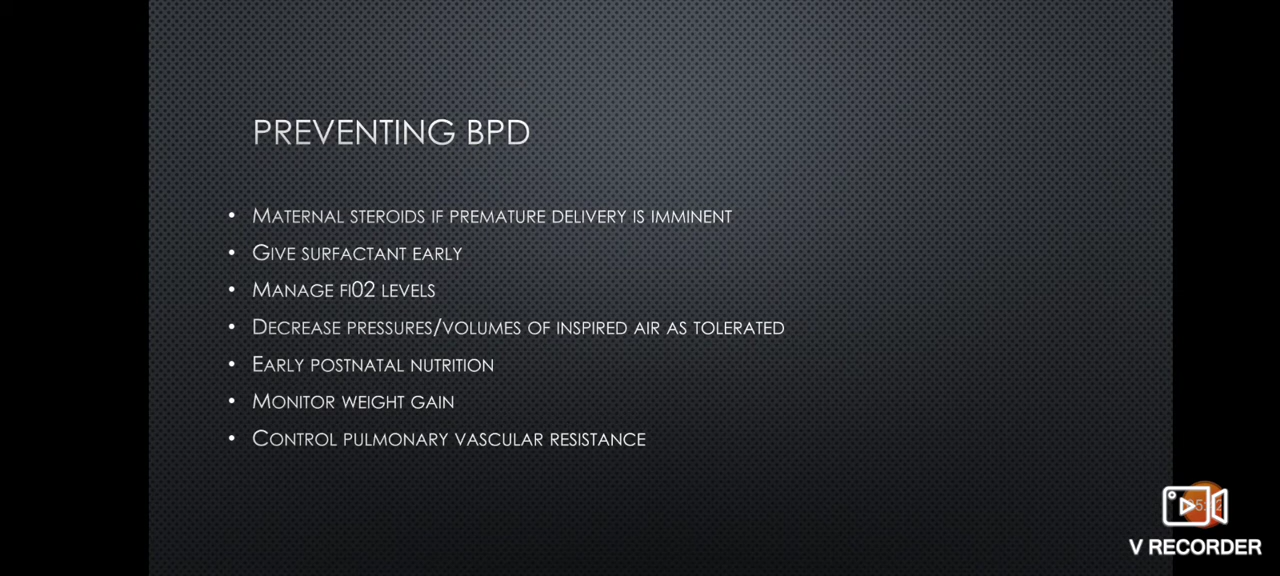 PREVENTING BPD
• MATERNAL STEROIDS IF PREMATURE DELIVERY IS IMMINENT
• GIVE SURFACTANT EARLY
• MANAGE FI02 LEVELS
• DECREASE PRESSURES/VOLUMES OF INSPIRED AIR AS TOLERATED
• EARLY POSTNATAL NUTRITION
• MONITOR WEIGHT GAIN
• CONTROL PULMONARY VASCULAR RESISTANCE
V RECORDER